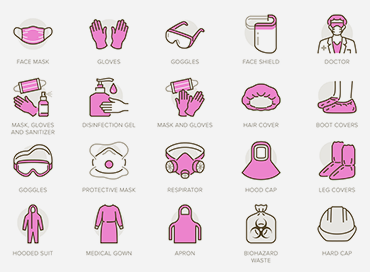 FACE MASK
GLOVES
GOGGLES
FACE SHIELD
DOCTOR
MASK, GLOVES
AND SANITIZER
DISINFECTION GEL
MASK AND GLOVES
HAIR COVER
BOOT COVERS
GOGGLES
PROTECTIVE MASK
RESPIRATOR
HOOD CAP
LEG COVERS
HOODED SUIT
MEDICAL GOWN
APRON
BIOHAZARD
WASTE
HARD CAP